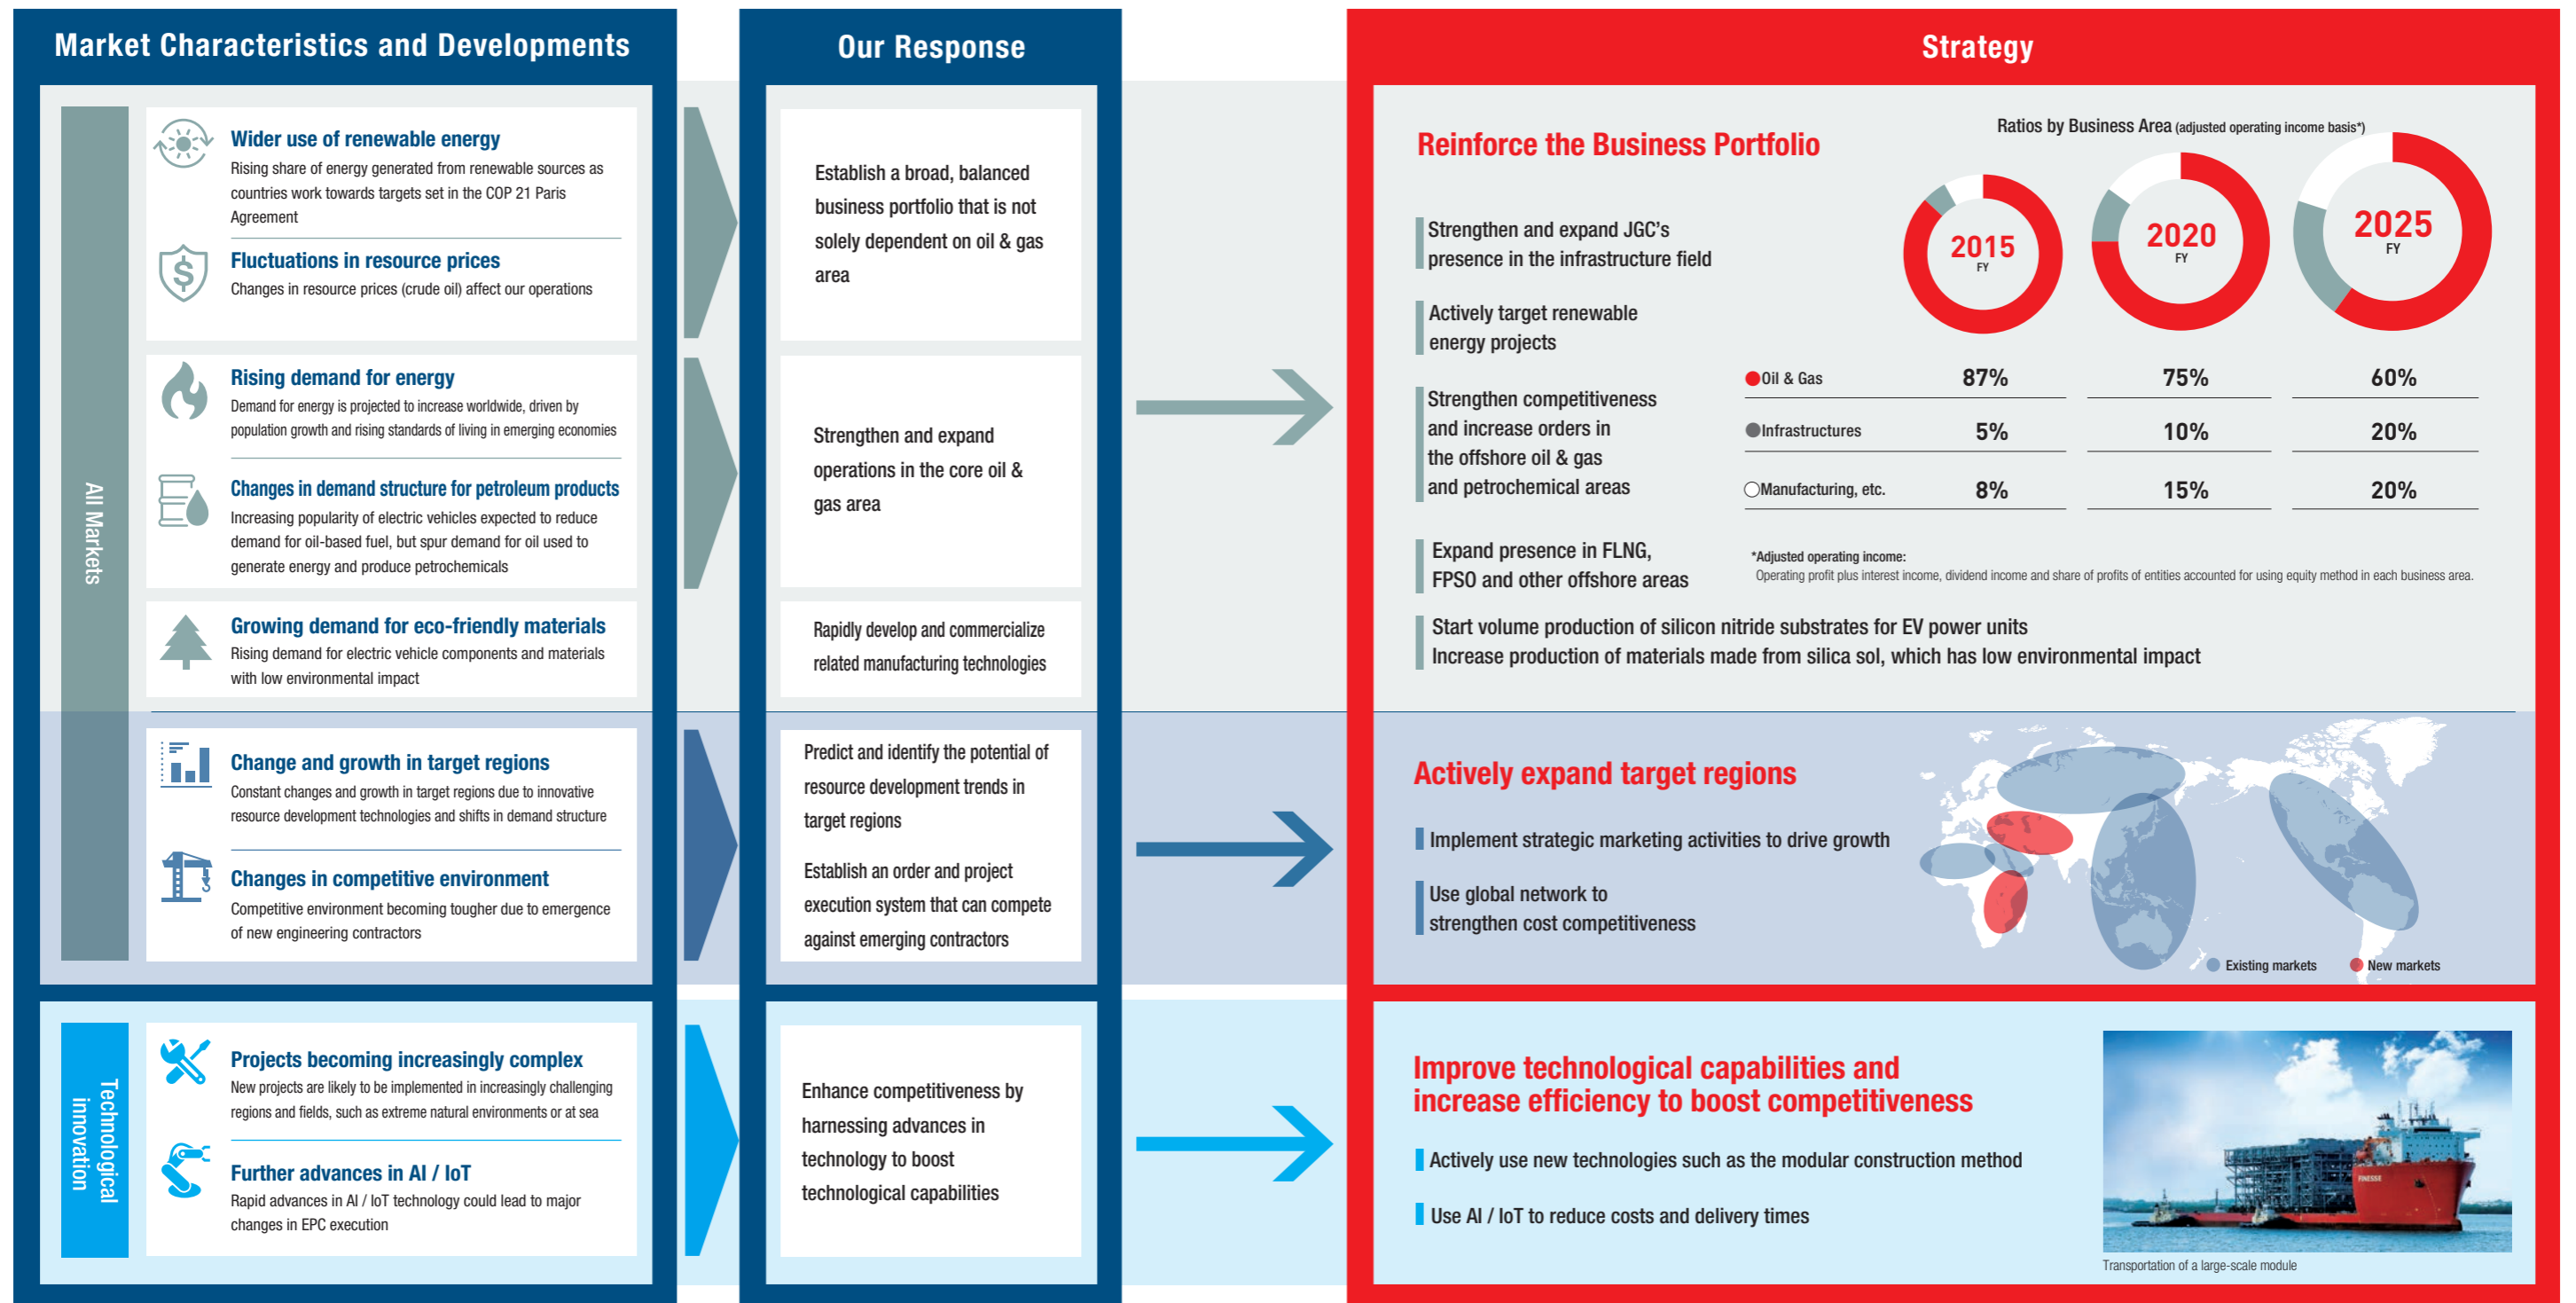 Market Characteristics and Developments
All Markets
Wider use of renewable energy
Rising share of energy generated from renewable sources as
countries work towards targets set in the COP 21 Paris
Agreement
Fluctuations in resource prices
Changes in resource prices (crude oil) affect our operations
Rising demand for energy
Demand for energy is projected to increase worldwide, driven by
population growth and rising standards of living in emerging economies
Changes in demand structure for petroleum products
Increasing popularity of electric vehicles expected to reduce
demand for oil-based fuel, but spur demand for oil used to
generate energy and produce petrochemicals
Growing demand for eco-friendly materials
Rising demand for electric vehicle components and materials
with low environmental impact
Change and growth in target regions
Constant changes and growth in target regions due to innovative
resource development technologies and shifts in demand structure
Changes in competitive environment
Competitive environment becoming tougher due to emergence
of new engineering contractors
Technological
innovation
Projects becoming increasingly complex
New projects are likely to be implemented in increasingly challenging
regions and fields, such as extreme natural environments or at sea
Further advances in AI / IoT
Rapid advances in AI / IoT technology could lead to major
changes in EPC execution
Our Response
Establish a broad, balanced
business portfolio that is not
solely dependent on oil & gas
area
Strengthen and expand
operations in the core oil &
gas area
Rapidly develop and commercialize
related manufacturing technologies
Predict and identify the potential of
resource development trends in
target regions
Establish an order and project
execution system that can compete
against emerging contractors
Enhance competitiveness by
harnessing advances in
technology to boost
technological capabilities
Strategy
Reinforce the Business Portfolio
Strengthen and expand JGC's
presence in the infrastructure field
Actively target renewable
energy projects
Strengthen competitiveness
and increase orders in
the offshore oil & gas
and petrochemical areas
Expand presence in FLNG,
FPSO and other offshore areas
Start volume production of silicon nitride substrates for EV power units
Increase production of materials made from silica sol, which has low environmental impact
Ratios by Business Area (adjusted operating income basis*)
2015
FY
2020
FY
2025
FY
Oil & Gas 87% 75% 60%
Infrastructures 5% 10% 20%
Manufacturing, etc. 8% 15% 20%
*Adjusted operating income:
Operating profit plus interest income, dividend income and share of profits of entities accounted for using equity method in each business area.
Actively expand target regions
Implement strategic marketing activities to drive growth
Use global network to
strengthen cost competitiveness
Existing markets New markets
Improve technological capabilities and
increase efficiency to boost competitiveness
Actively use new technologies such as the modular construction method
Use AI / IoT to reduce costs and delivery times
FINESSE
Transportation of a large-scale module